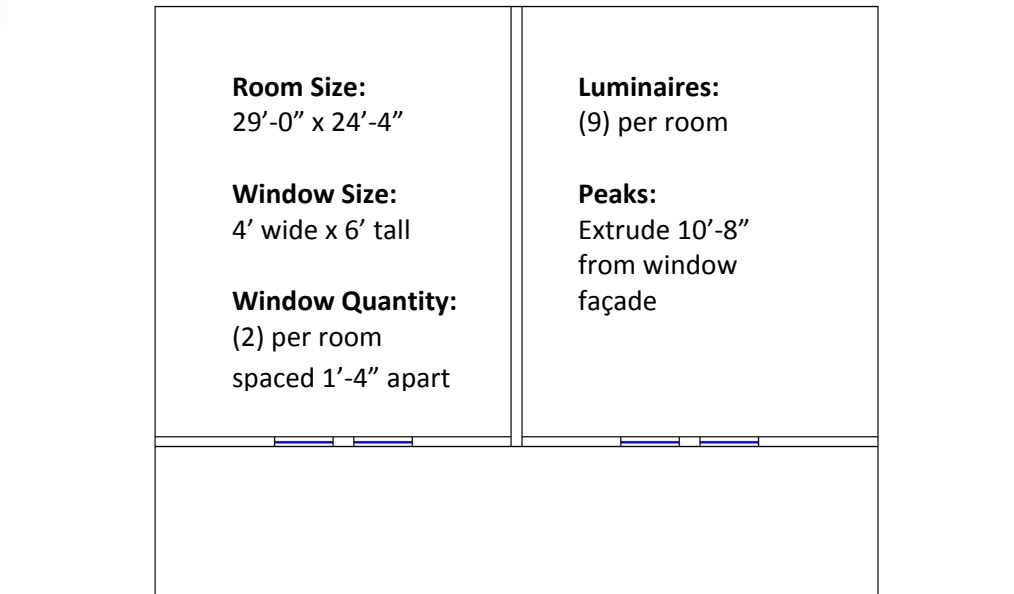 Room Size:
29’-0” x 24’-4”
Window Size:
4’ wide x 6’ tall
Window Quantity:
(2) per room
spaced 1’-4” apart
Luminaires:
(9) per room
Peaks:
Extrude 10’-8”
from window
façade